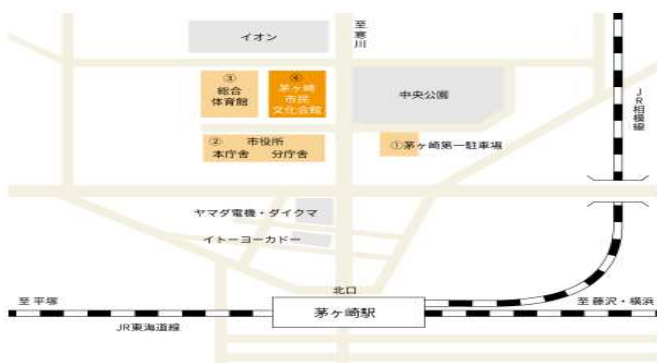 イオン
至寒川
③
総合
体育館
④
茅ヶ崎
市民
文化会館
中央公園
JR相模線
② 市役所
本庁舎 分庁舎
①茅ヶ崎第一駐車場
ヤマダ電機・ダイクマ
イトーヨーカドー
北口
至平塚
茅ヶ崎駅
至藤沢・横浜
JR東海道線